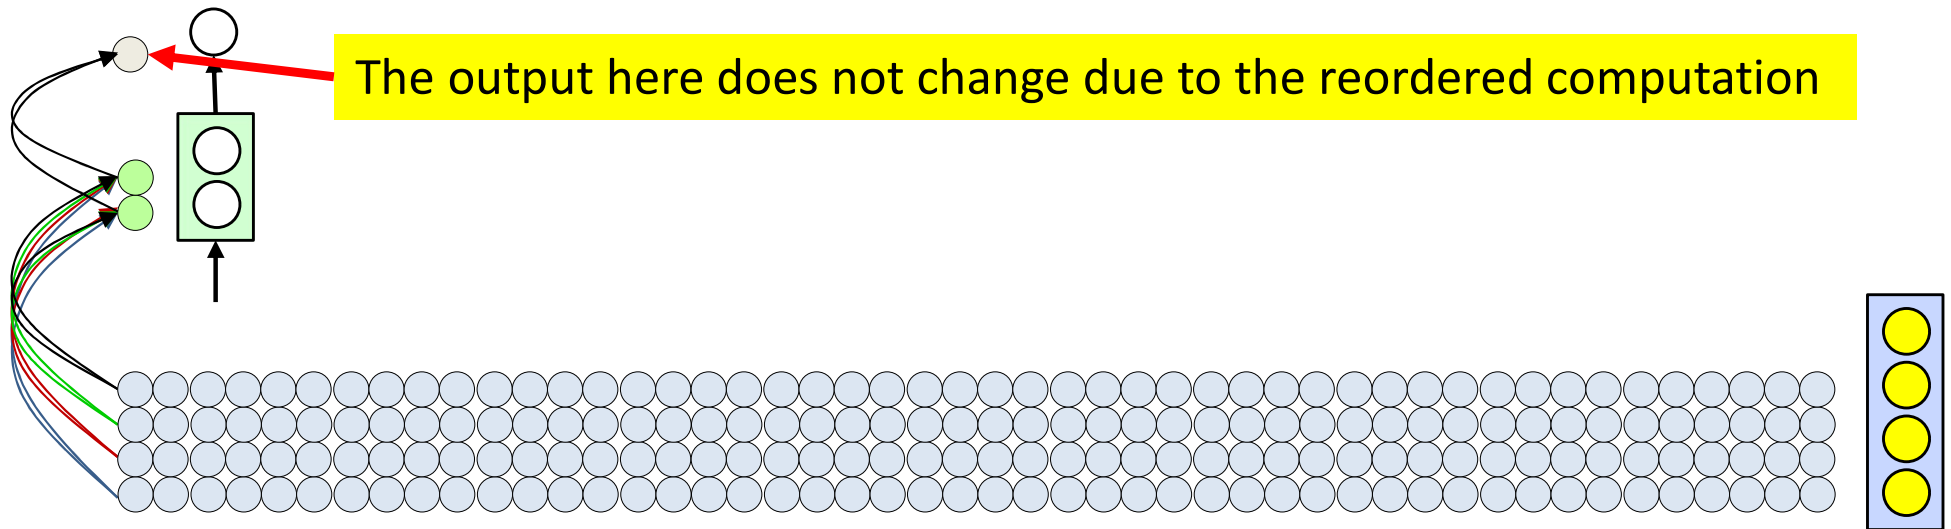 The output here does not change due to the reordered computation